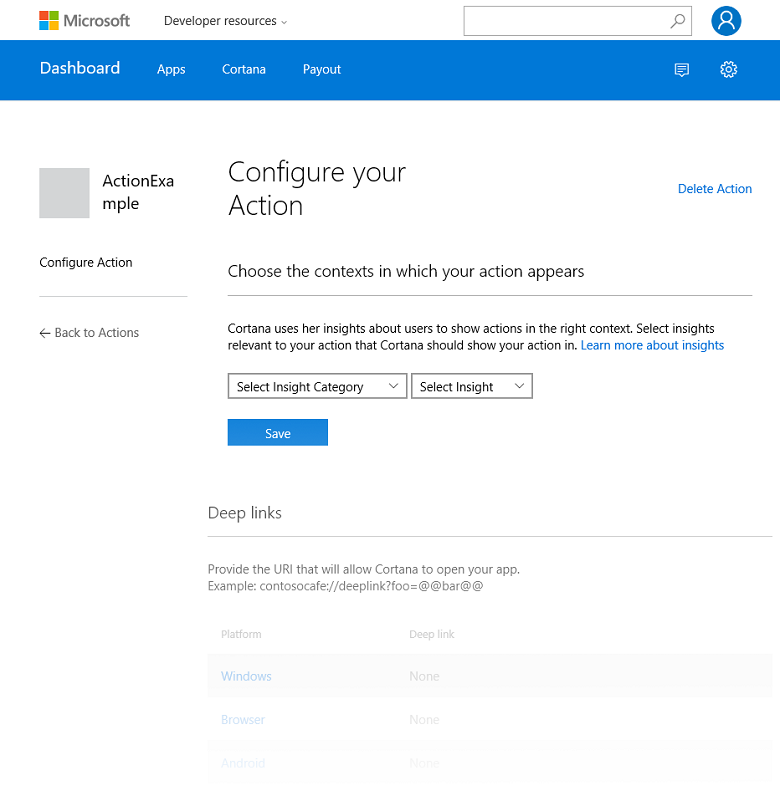 Microsoft
Developer resources
Dashboard
Apps
Cortana
Payout
ActionExa
mple
Configure your
Action
Delete Action
Configure Action
Choose the contexts in which your action appears
Back to Actions
Cortana uses her insights about users to show actions in the right context. Select insights
relevant to your action that Cortana should show your action in. Learn more about insights
Select Insight Category
Select Insight
Save
Deep links
Provide the URI that will allow Cortana to open your app.
Example: contosocafe://deeplink?foo=@@bar@@
Platform
Deep link
Windows
None
Browser
None
Android
None